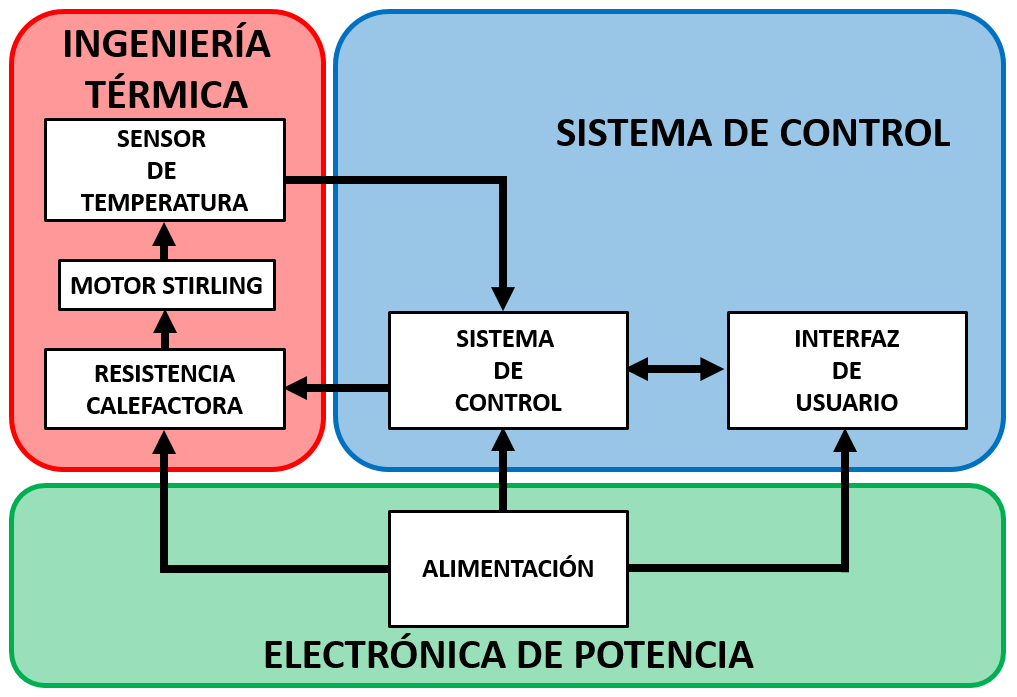 INGENIERÍA
TÉRMICA
SENSOR
DE
TEMPERATURA
MOTOR STIRLING
RESISTENCIA
CALEFACTORA
SISTEMA DE CONTROL
SISTEMA
DE
CONTROL
INTERFAZ
DE
USUARIO
ALIMENTACIÓN
ELECTRÓNICA DE POTENCIA